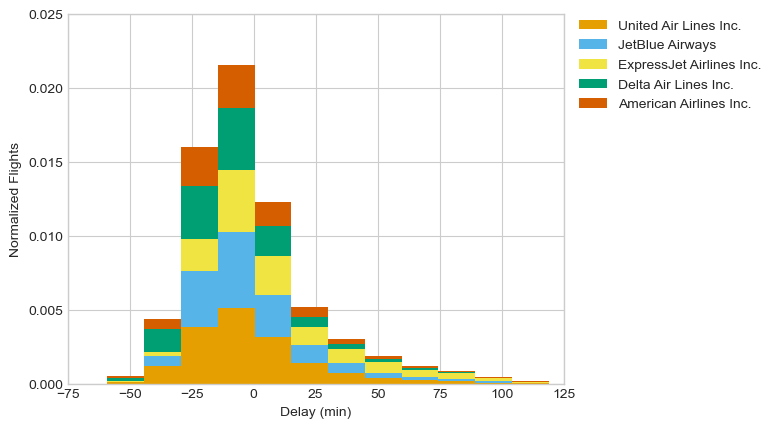 0.025
0.020
0.015
0.010
0.005
0.000
Normalized Flights
−75
−50
−25
0
25
50
75
100
125
Delay (min)
United Air Lines Inc.
JetBlue Airways
ExpressJet Airlines Inc.
Delta Air Lines Inc.
American Airlines Inc.